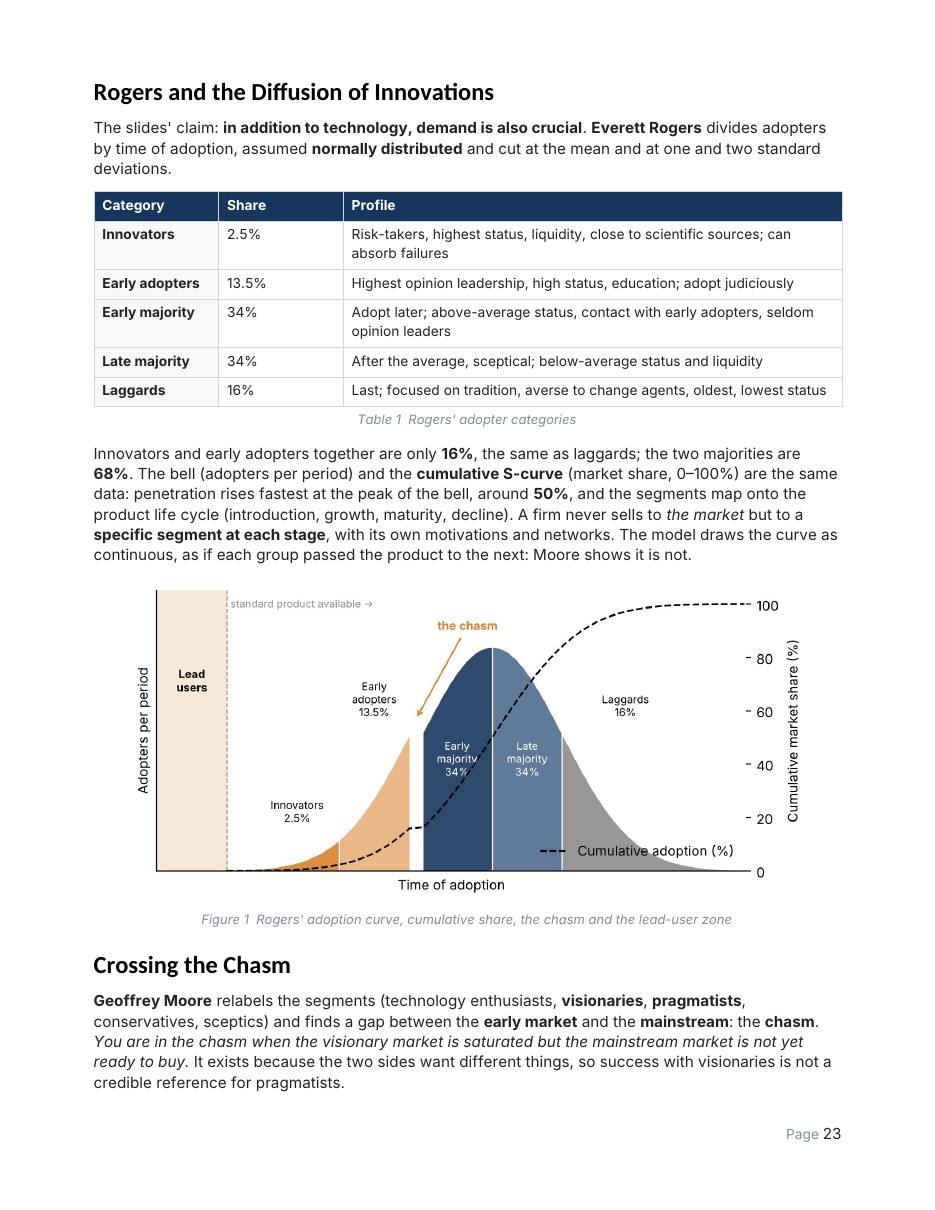 Rogers and the Diffusion of Innovations
The slides' claim: in addition to technology, demand is also crucial. Everett Rogers divides adopters
by time of adoption, assumed normally distributed and cut at the mean and at one and two standard
deviations.
Category Share Profile
Innovators 2.5% Risk-takers, highest status, liquidity, close to scientific sources; can
absorb failures
Early adopters 13.5% Highest opinion leadership, high status, education; adopt judiciously
Early majority 34% Adopt later; above-average status, contact with early adopters, seldom
opinion leaders
Late majority 34% After the average, sceptical; below-average status and liquidity
Laggards 16% Last; focused on tradition, averse to change agents, oldest, lowest status
Table 1 Rogers' adopter categories
Innovators and early adopters together are only 16%, the same as laggards; the two majorities are
68%. The bell (adopters per period) and the cumulative S-curve (market share, 0–100%) are the same
data: penetration rises fastest at the peak of the bell, around 50%, and the segments map onto the
product life cycle (introduction, growth, maturity, decline). A firm never sells to the market but to a
specific segment at each stage, with its own motivations and networks. The model draws the curve as
continuous, as if each group passed the product to the next: Moore shows it is not.
standard product available →
the chasm
Lead
users
Early
adopters
13.5%
Laggards
16%
Early
majority
34%
Late
majority
34%
Innovators
2.5%
Adopters per period
100
80
60
40
20
0
Cumulative market share (%)
Cumulative adoption (%)
Time of adoption
Figure 1 Rogers' adoption curve, cumulative share, the chasm and the lead-user zone
Crossing the Chasm
Geoffrey Moore relabels the segments (technology enthusiasts, visionaries, pragmatists,
conservatives, sceptics) and finds a gap between the early market and the mainstream: the chasm.
You are in the chasm when the visionary market is saturated but the mainstream market is not yet
ready to buy. It exists because the two sides want different things, so success with visionaries is not a
credible reference for pragmatists.
Page 23